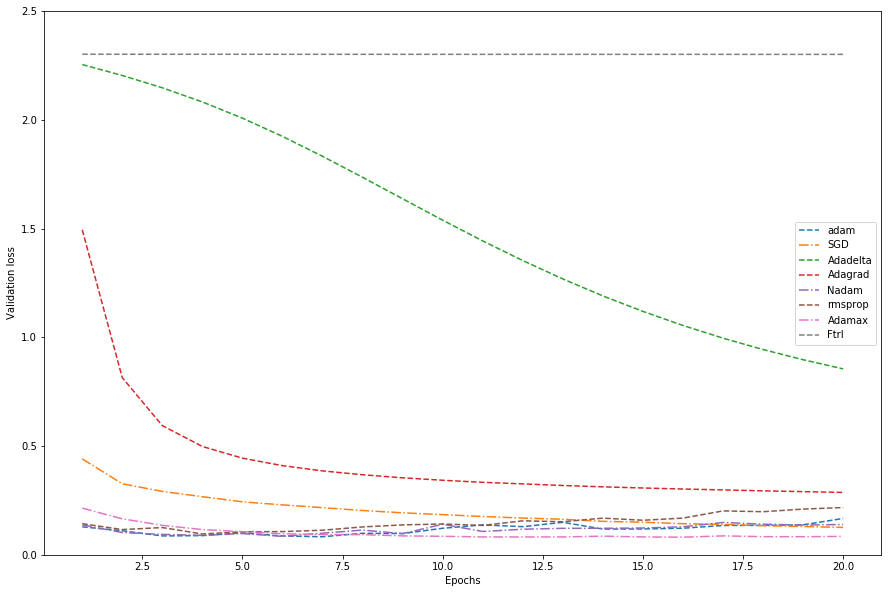 2.5
2.0
1.5
1.0
0.5
0.0
Validation loss
2.5
5.0
7.5
10.0
12.5
15.0
17.5
20.0
Epochs
adam
SGD
Adadelta
Adagrad
Nadam
rmsprop
Adamax
Ftrl